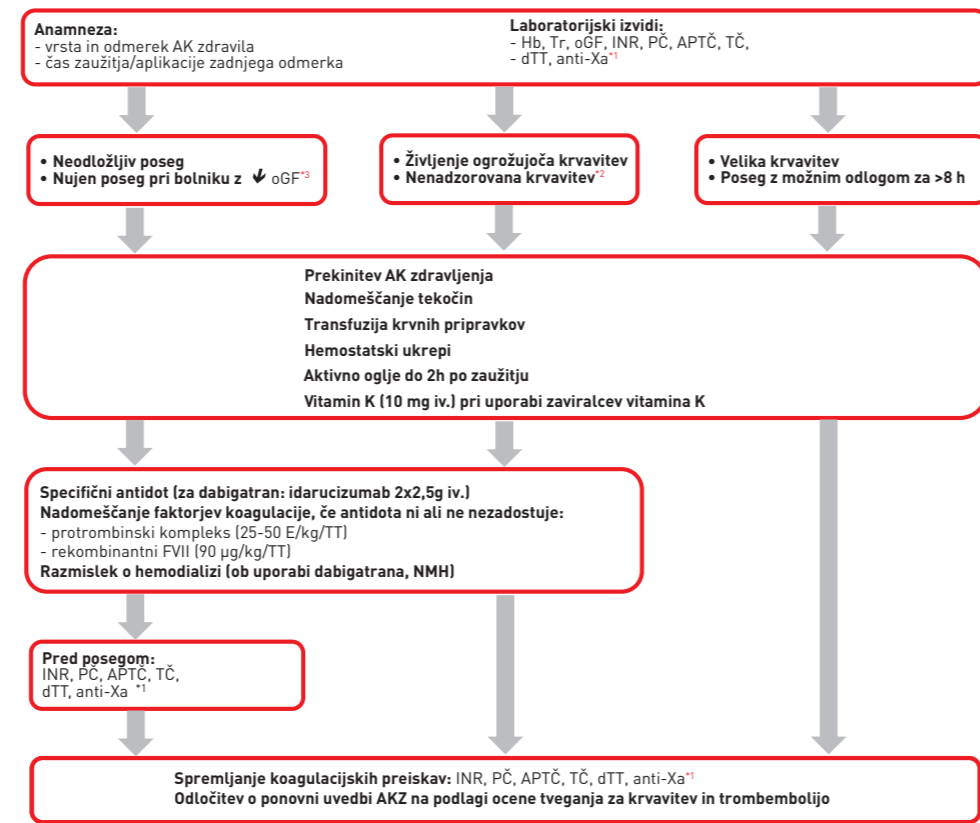 Anamneza:
- vrsta in odmerek AK zdravila
- čas zaužitja/aplikacije zadnjega odmerka
Laboratorijski izvidi:
- Hb, Tr, oGF, INR, PČ, APTČ, TČ,
- dTT, anti-Xa*1
• Neodložljiv poseg
• Nujen poseg pri bolniku z 🡻 oGF*3
• Življenje ogrožujoča krvavitev
• Nenadzorovana krvavitev*2
• Velika krvavitev
• Poseg z možnim odlogom za >8 h
Prekinitev AK zdravljenja
Nadomeščanje tekočin
Transfuzija krvnih pripravkov
Hemostatski ukrepi
Aktivno oglje do 2h po zaužitju
Vitamin K (10 mg iv.) pri uporabi zaviralcev vitamina K
Specifični antidot (za dabigatran: idarucizumab 2x2,5g iv.)
Nadomeščanje faktorjev koagulacije, če antidota ni ali ne nezadostuje:
- protrombinski kompleks (25-50 E/kg/TT)
- rekombinantni FVII (90 µg/kg/TT)
Razmislek o hemodializi (ob uporabi dabigatrana, NMH)
Pred posegom:
INR, PČ, APTČ, TČ,
dTT, anti-Xa *1
Spremljanje koagulacijskih preiskav: INR, PČ, APTČ, TČ, dTT, anti-Xa*1
Odločitev o ponovni uvedbi AKZ na podlagi ocene tveganja za krvavitev in trombembolijo